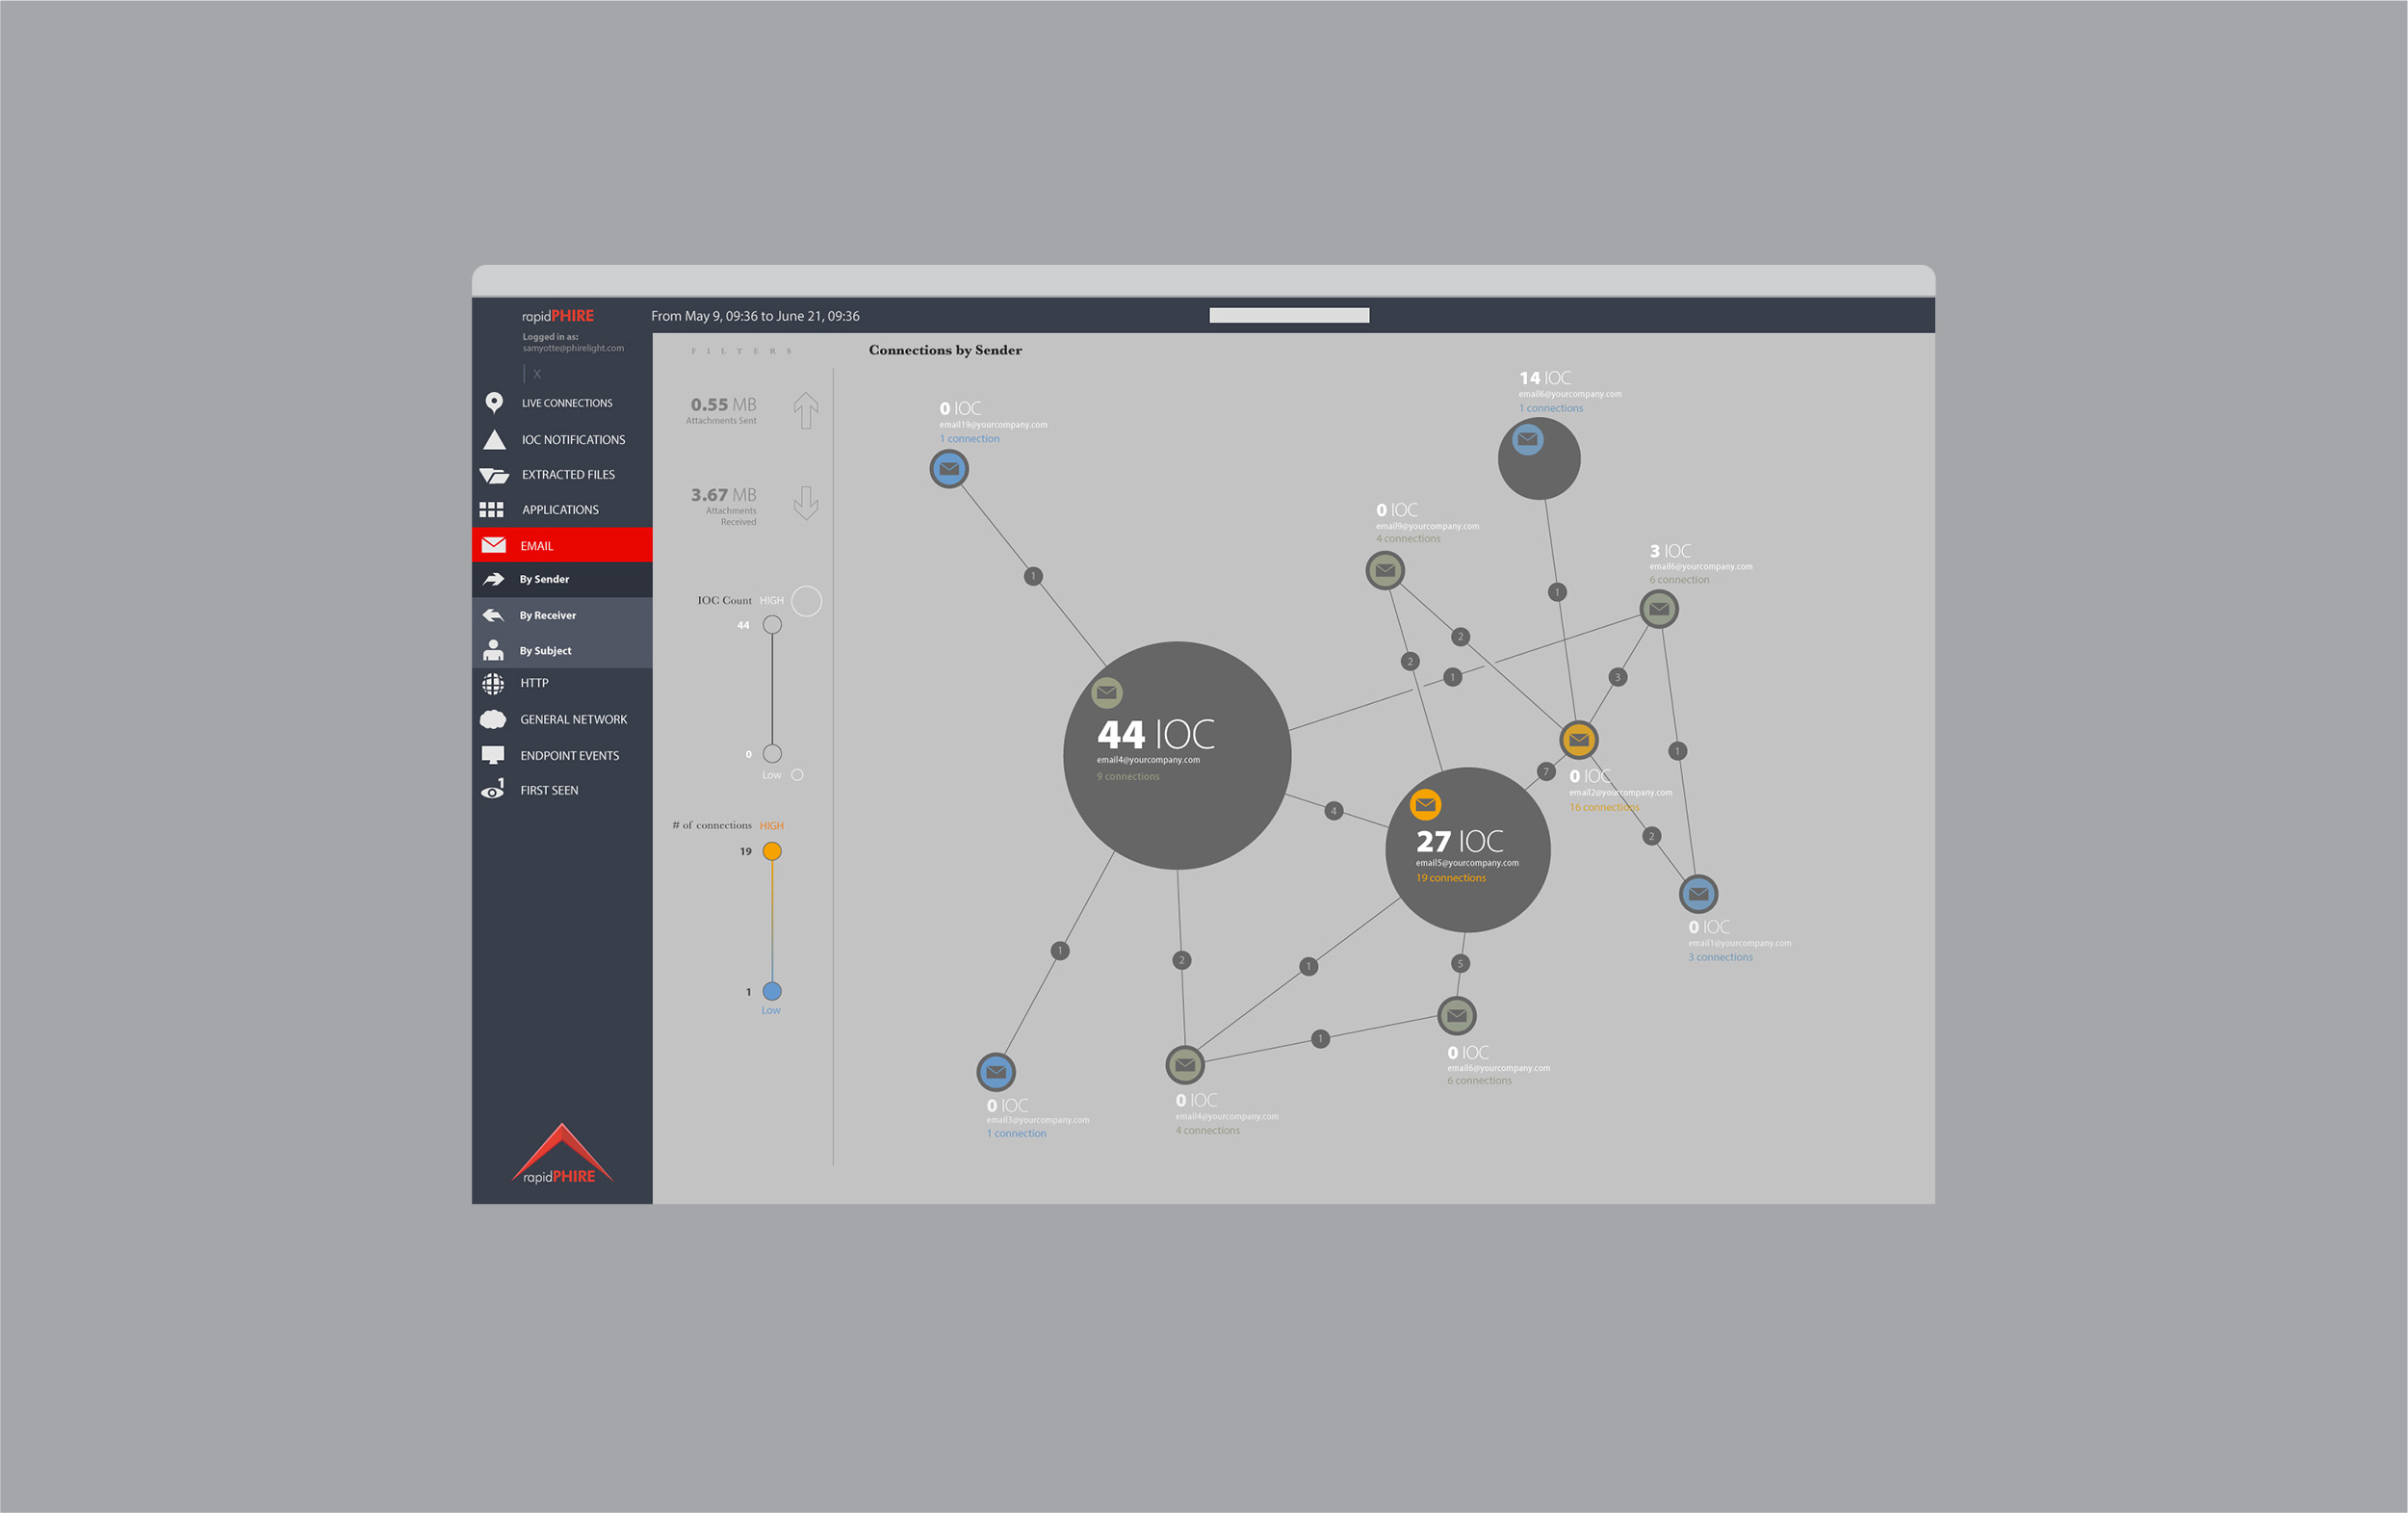 rapidPHIRE
From May 9, 09:36 to June 21, 09:36
Logged in as:
samyotte@phirelight.com
X
LIVE CONNECTIONS
IOC NOTIFICATIONS
EXTRACTED FILES
APPLICATIONS
EMAIL
By Sender
By Receiver
By Subject
HTTP
GENERAL NETWORK
ENDPOINT EVENTS
1
FIRST SEEN
rapidPHIRE
FILTERS
0.55 MB
Attachments Sent
3.67 MB
Attachments
Received
IOC Count HIGH
44
0
Low
# of connections HIGH
19
1
Low
Connections by Sender
0 IOC
email19@yourcompany.com
1 connection
1
14 IOC
email6@yourcompany.com
1 connections
1
0 IOC
email9@yourcompany.com
4 connections
2
2
3 IOC
email6@yourcompany.com
6 connection
1
3
1
44 IOC
email4@yourcompany.com
9 connections
4
7
0 IOC
email2@yourcompany.com
16 connections
2
27 IOC
email5@yourcompany.com
19 connections
0 IOC
email1@yourcompany.com
3 connections
1
2
1
5
1
0 IOC
email6@yourcompany.com
6 connections
0 IOC
email3@yourcompany.com
1 connection
0 IOC
email4@yourcompany.com
4 connections